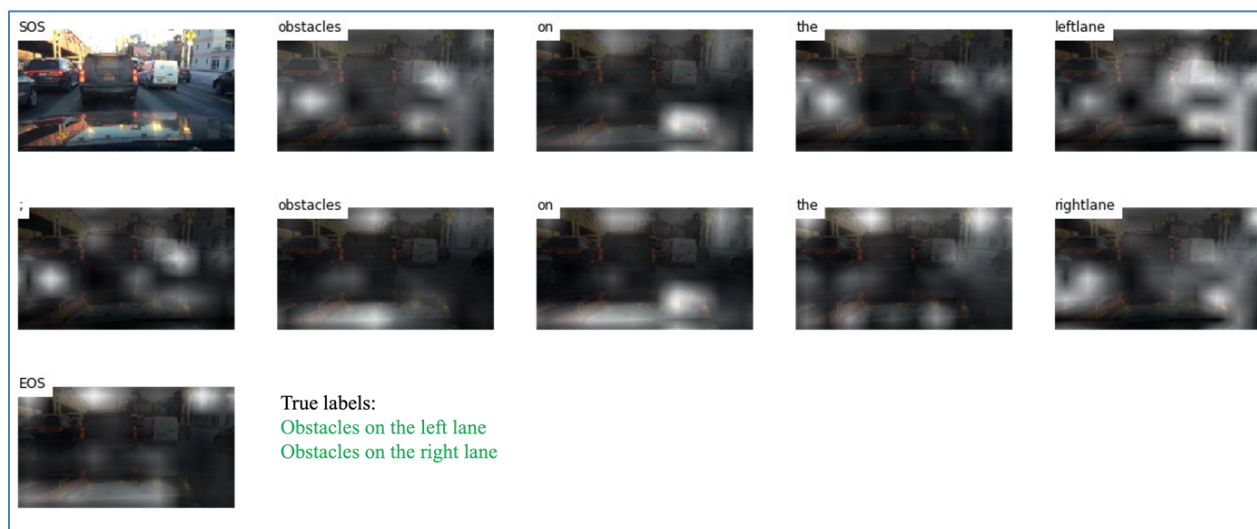 SOS
obstacles
on
the
leftlane
;
obstacles
on
the
rightlane
EOS
True labels:
Obstacles on the left lane
Obstacles on the right lane